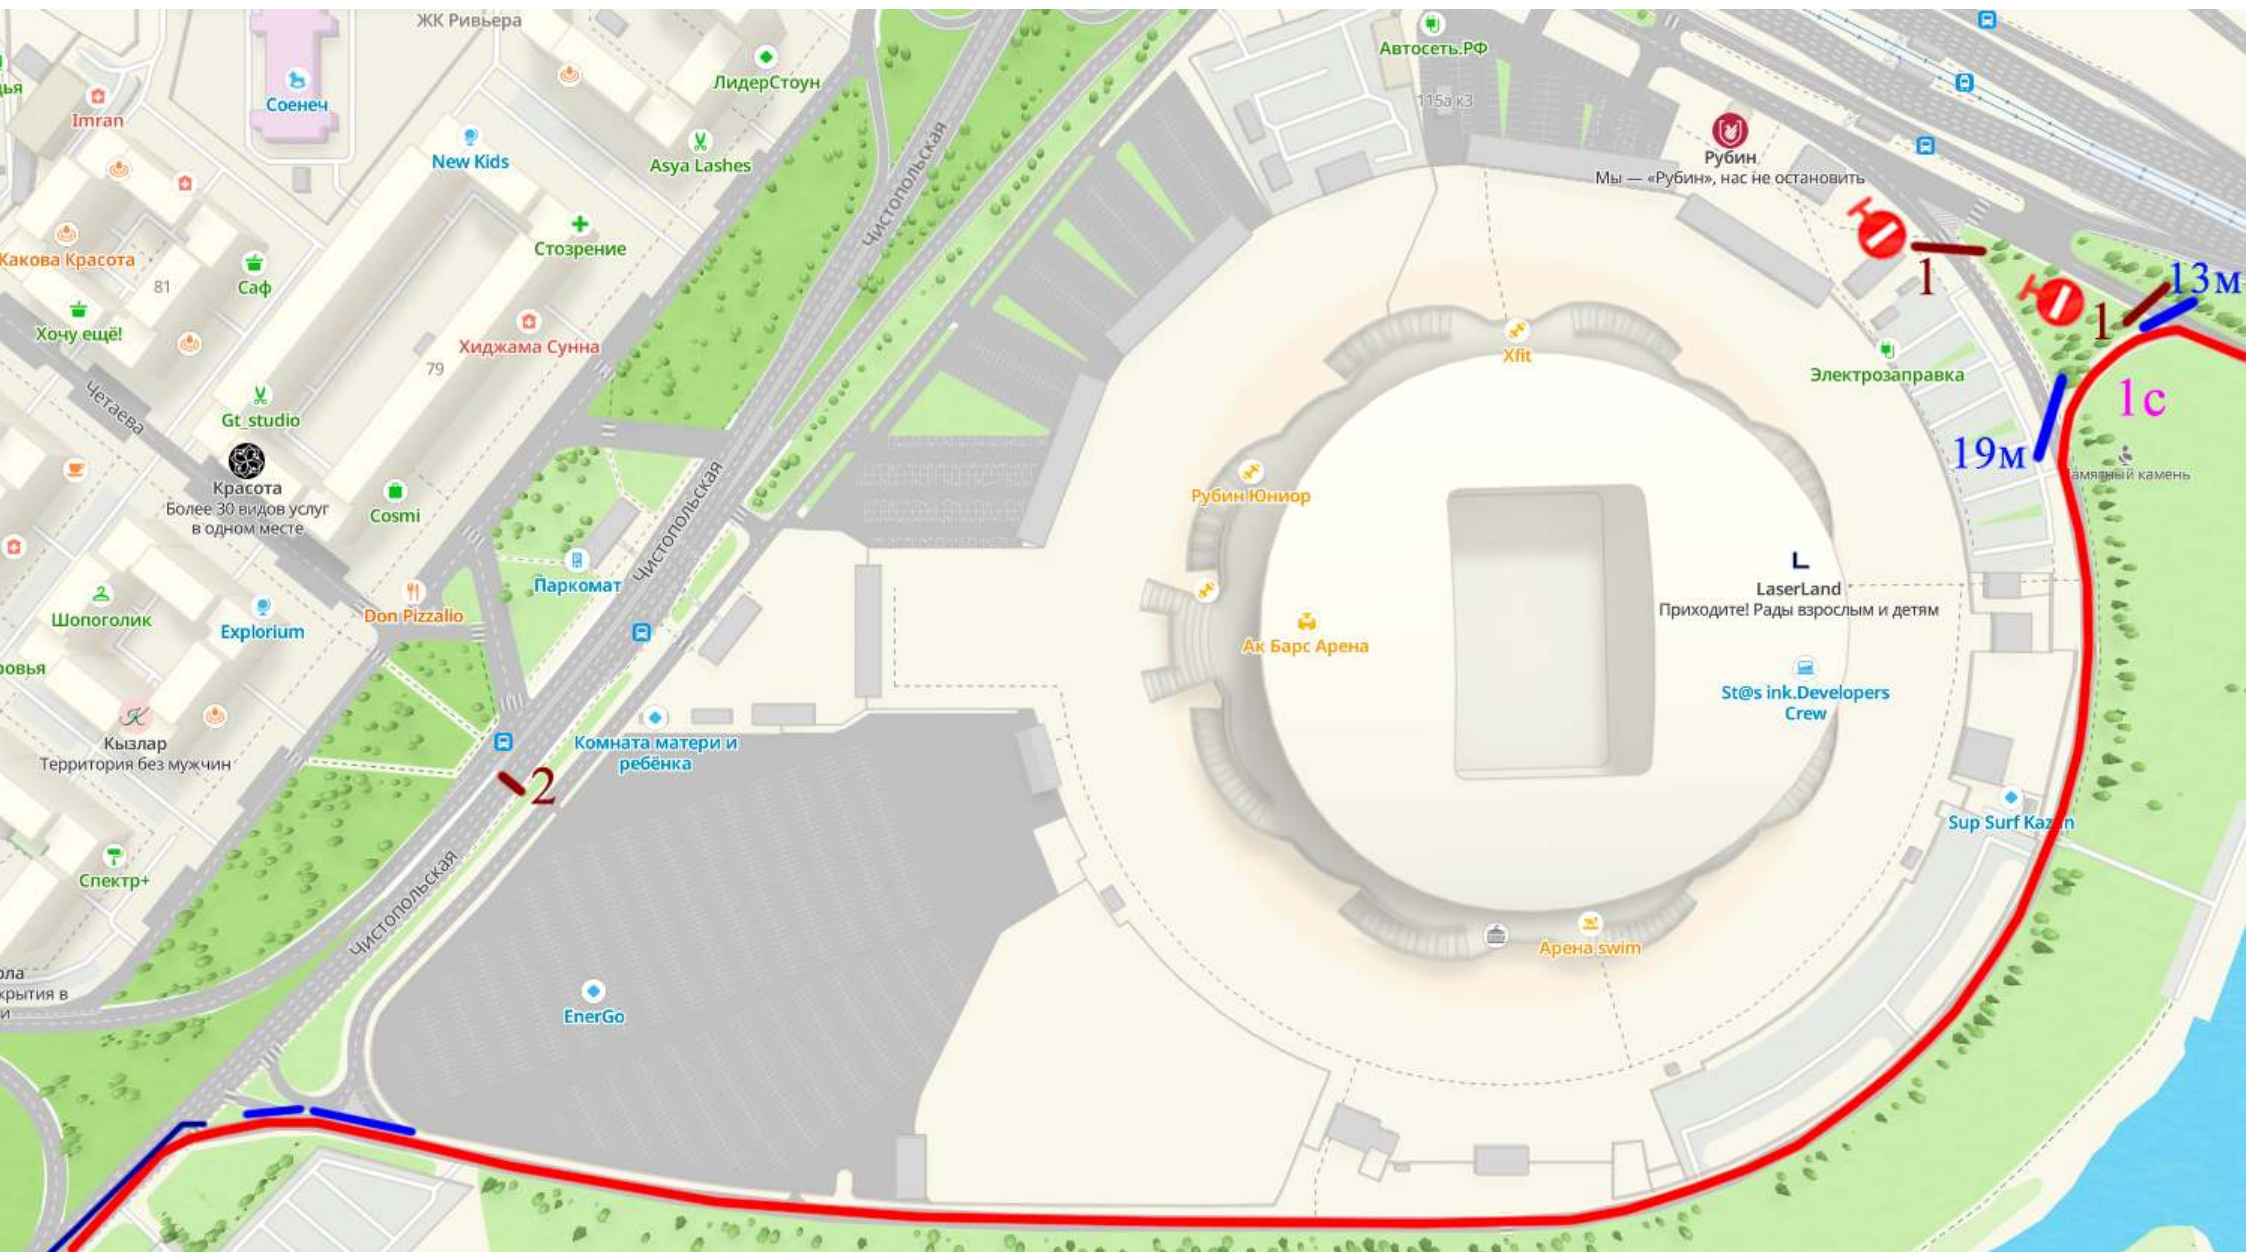 ЖК Ривьера
Автосеть.РФ
ЛидерСтоун
Соенеч
115а к3
Imran
New Kids
Asya Lashes
Чистопольская
Рубин
Мы — «Рубин», нас не остановить
Какова Красота
Стозрение
81
Саф
1
13м
Хочу ещё!
Хиджама Сунна
1
79
Xfit
Электрозаправка
Четаева
Gt_studio
1с
19м
Памятный камень
Красота
Более 30 видов услуг
в одном месте
Cosmi
Рубин Юниор
Чистопольская
Паркомат
LaserLand
Приходите! Рады взрослым и детям
Шопоголик
Explorium
Don Pizzalio
Ак Барс Арена
St@s ink.Developers
Crew
Кызлар
Территория без мужчин
Комната матери и
ребёнка
2
Sup Surf Kazan
Спектр+
Чистопольская
Арена swim
крытия в
и
EnerGo